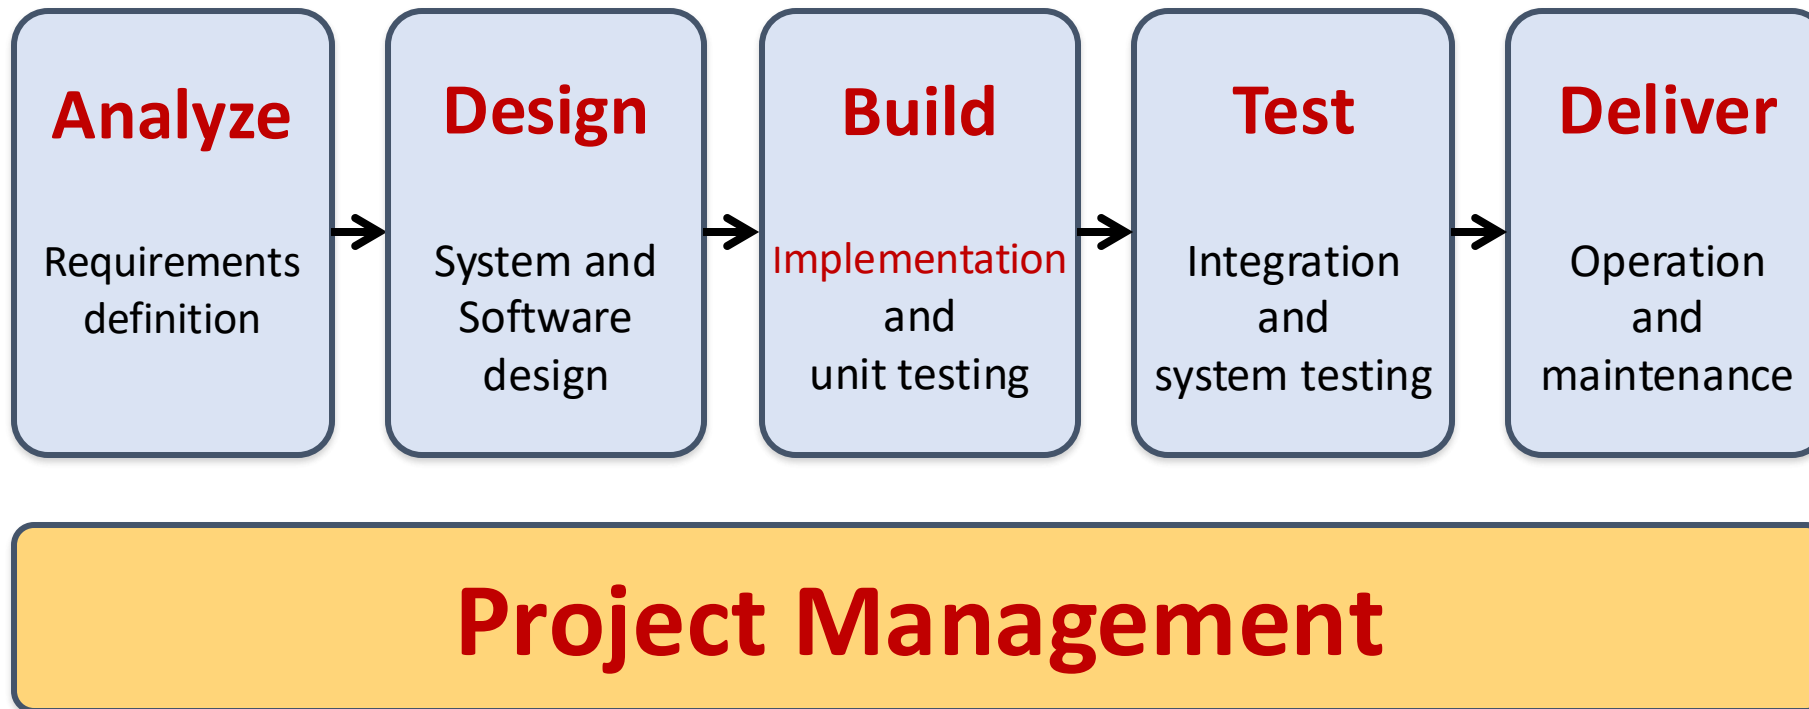 Analyze
Requirements
definition
Design
System and
Software
design
Build
Implementation
and
unit testing
Test
Integration
and
system testing
Deliver
Operation
and
maintenance
Project Management